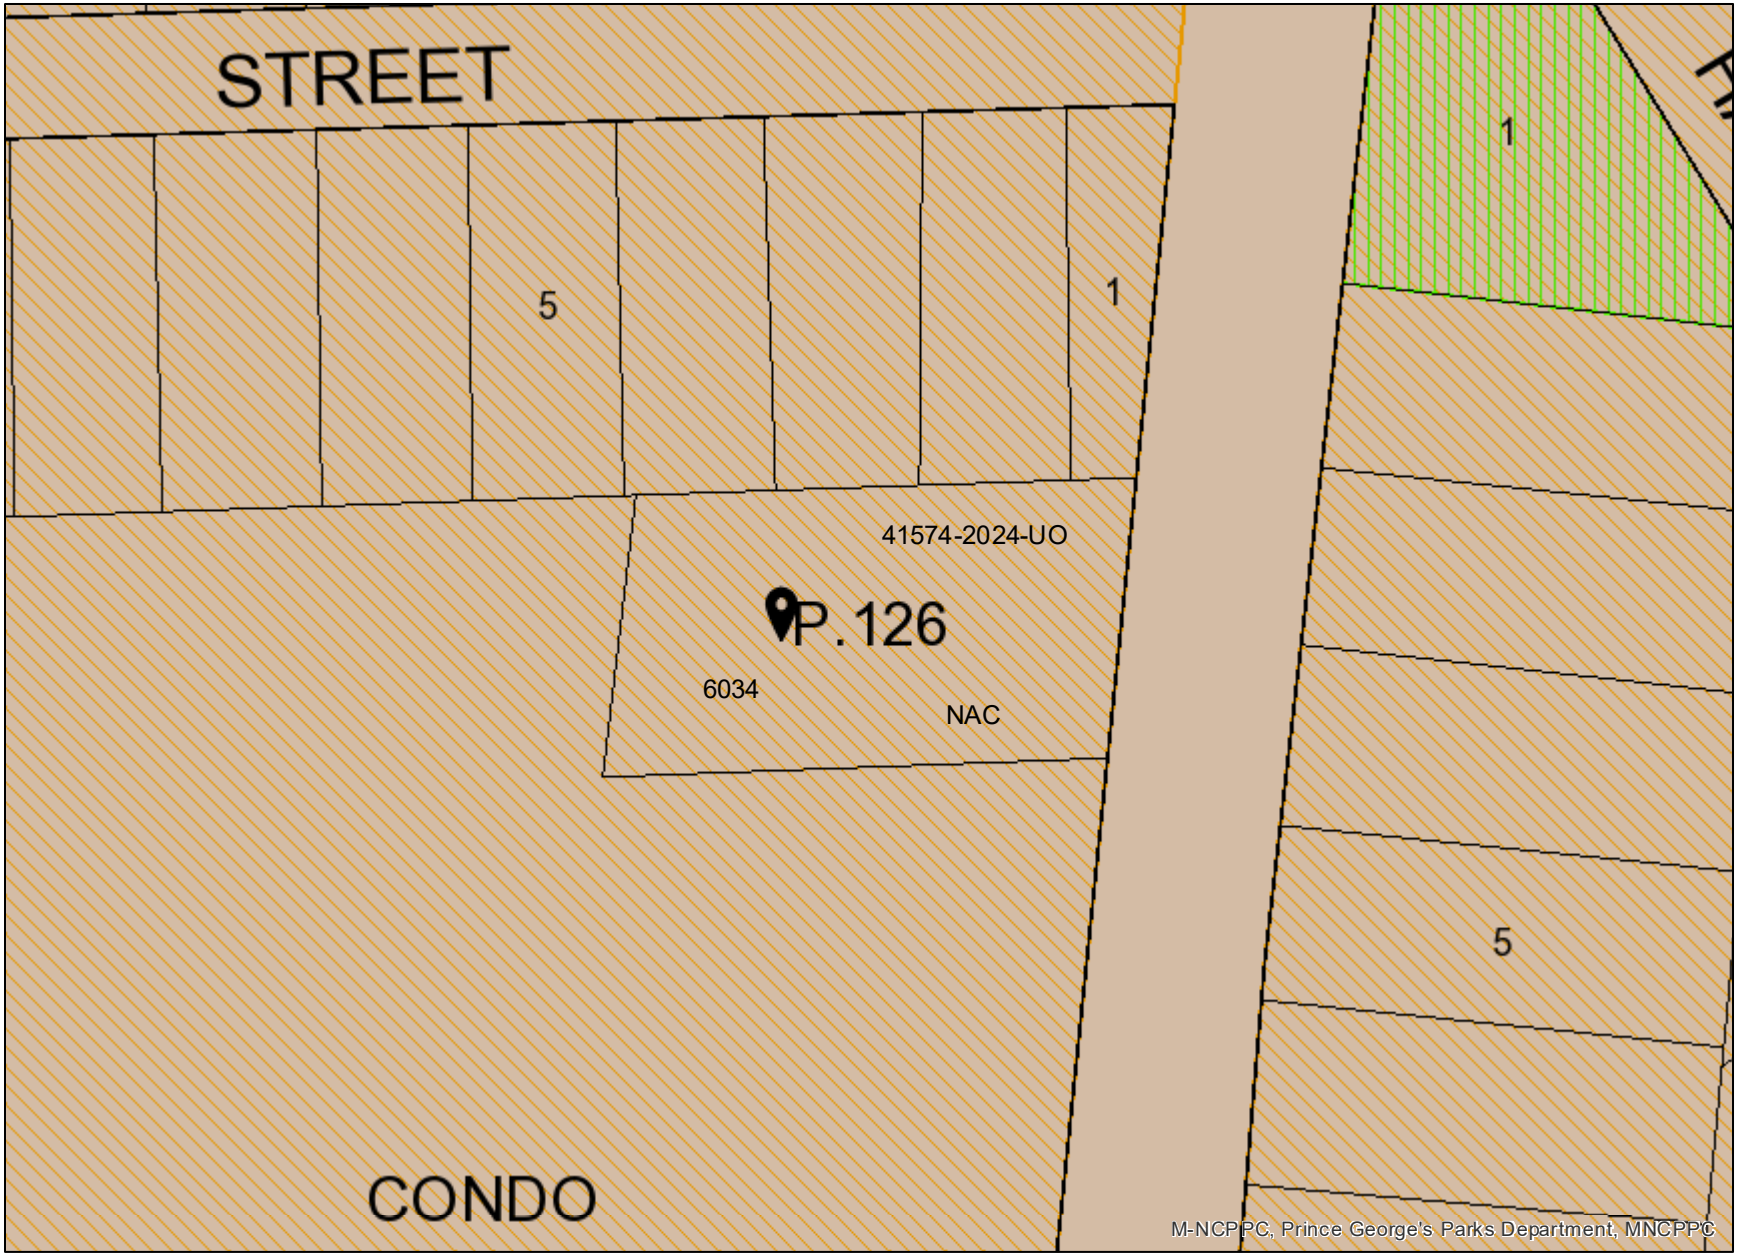 STREET
1
5
1
41574-2024-UO
P.126
6034
NAC
5
CONDO
M-NCPPC, Prince George's Parks Department, MNCPPC